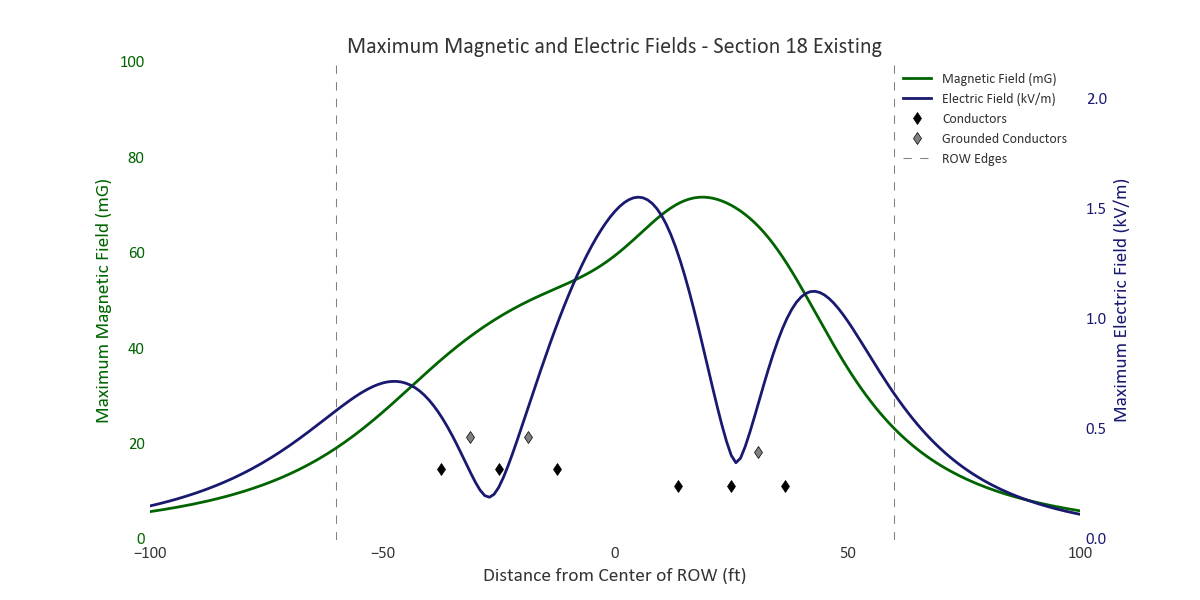 Maximum Magnetic and Electric Fields - Section 18 Existing
Magnetic Field (mG)
Electric Field (kV/m)
Conductors
Grounded Conductors
ROW Edges
100
80
60
40
20
0
Maximum Magnetic Field (mG)
2.0
1.5
1.0
0.5
0.0
Maximum Electric Field (kV/m)
−100
−50
0
50
100
Distance from Center of ROW (ft)